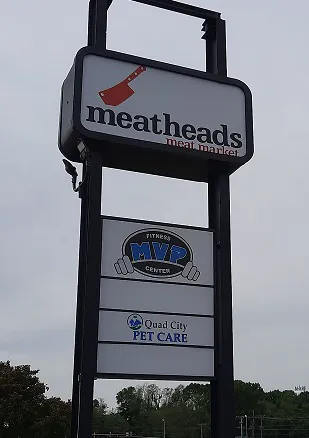 meatheads
meat market
FITNESS
MVP
CENTER
Quad City
PET CARE